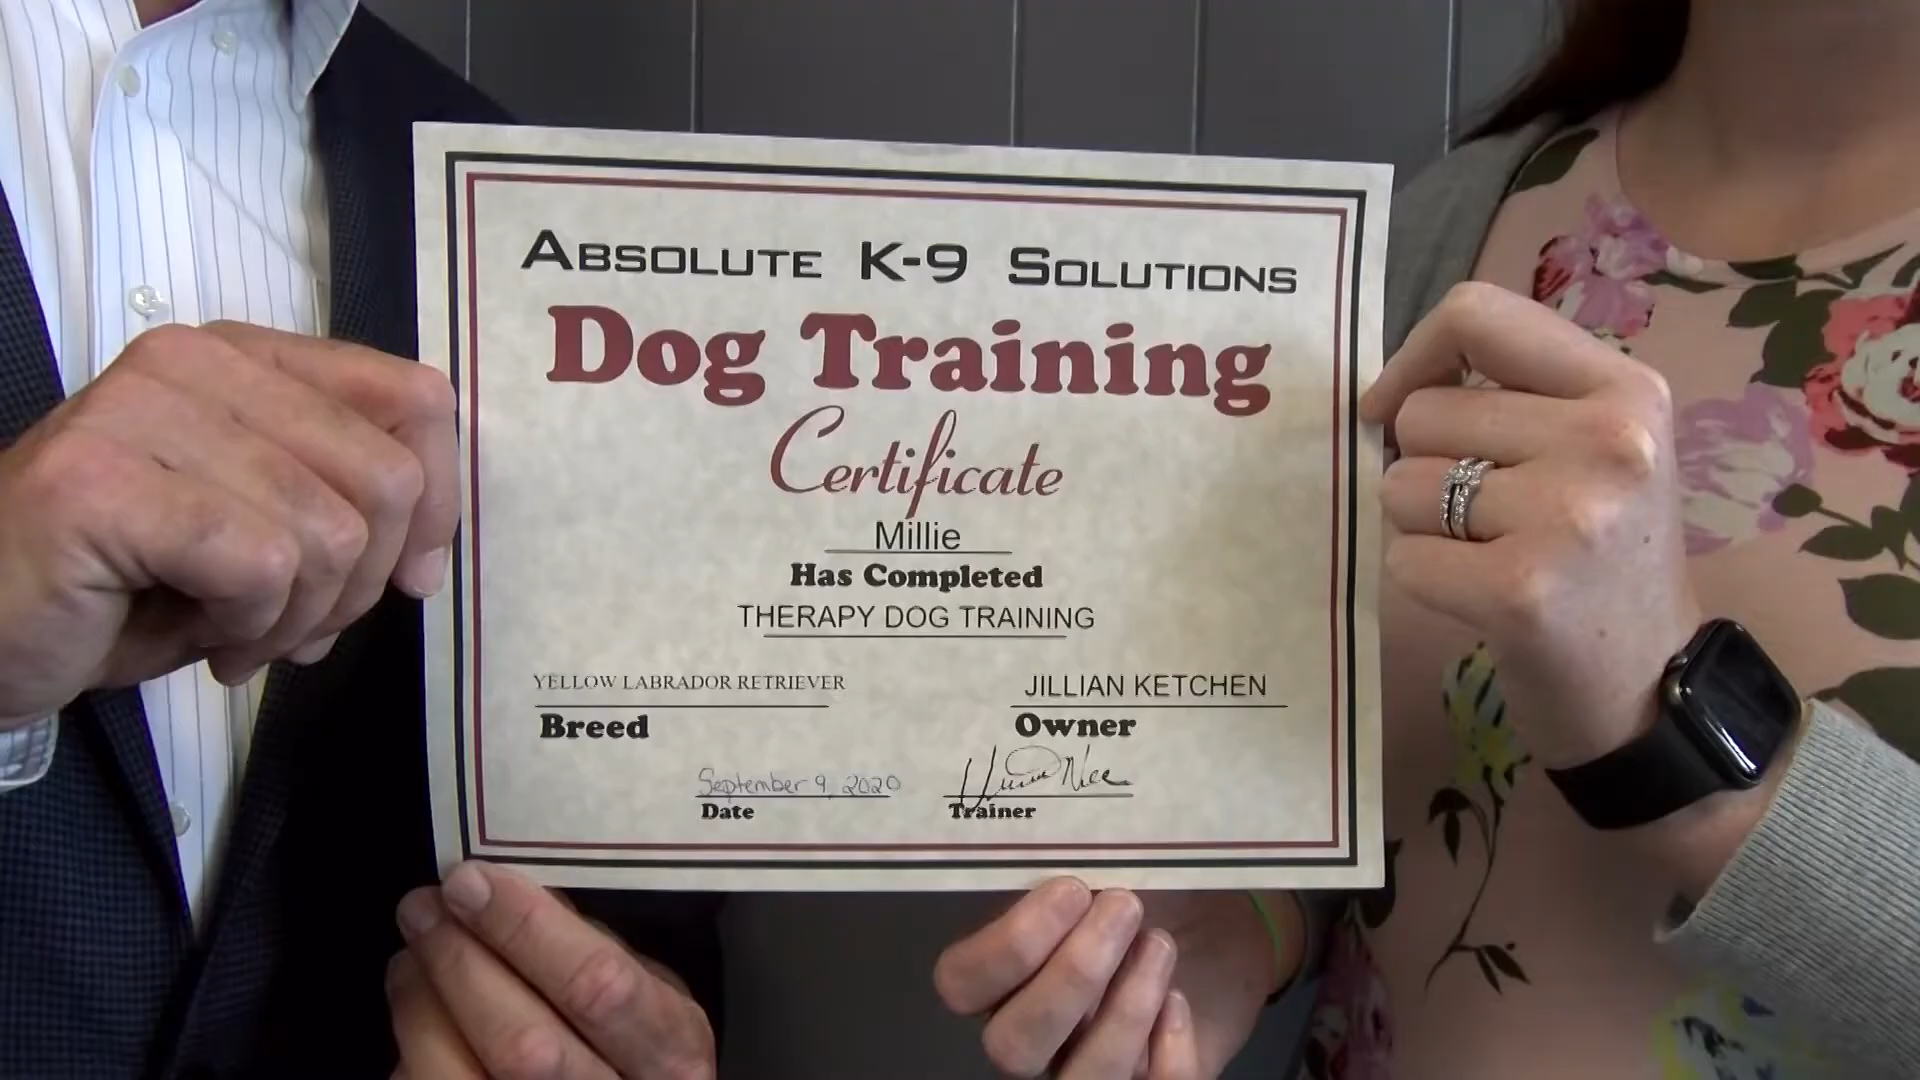 ABSOLUTE K-9 SOLUTIONS
Dog Training
Certificate
Millie
Has Completed
THERAPY DOG TRAINING
YELLOW LABRADOR RETRIEVER
JILLIAN KETCHEN
Breed
Owner
September 9, 2020
Date
Trainer